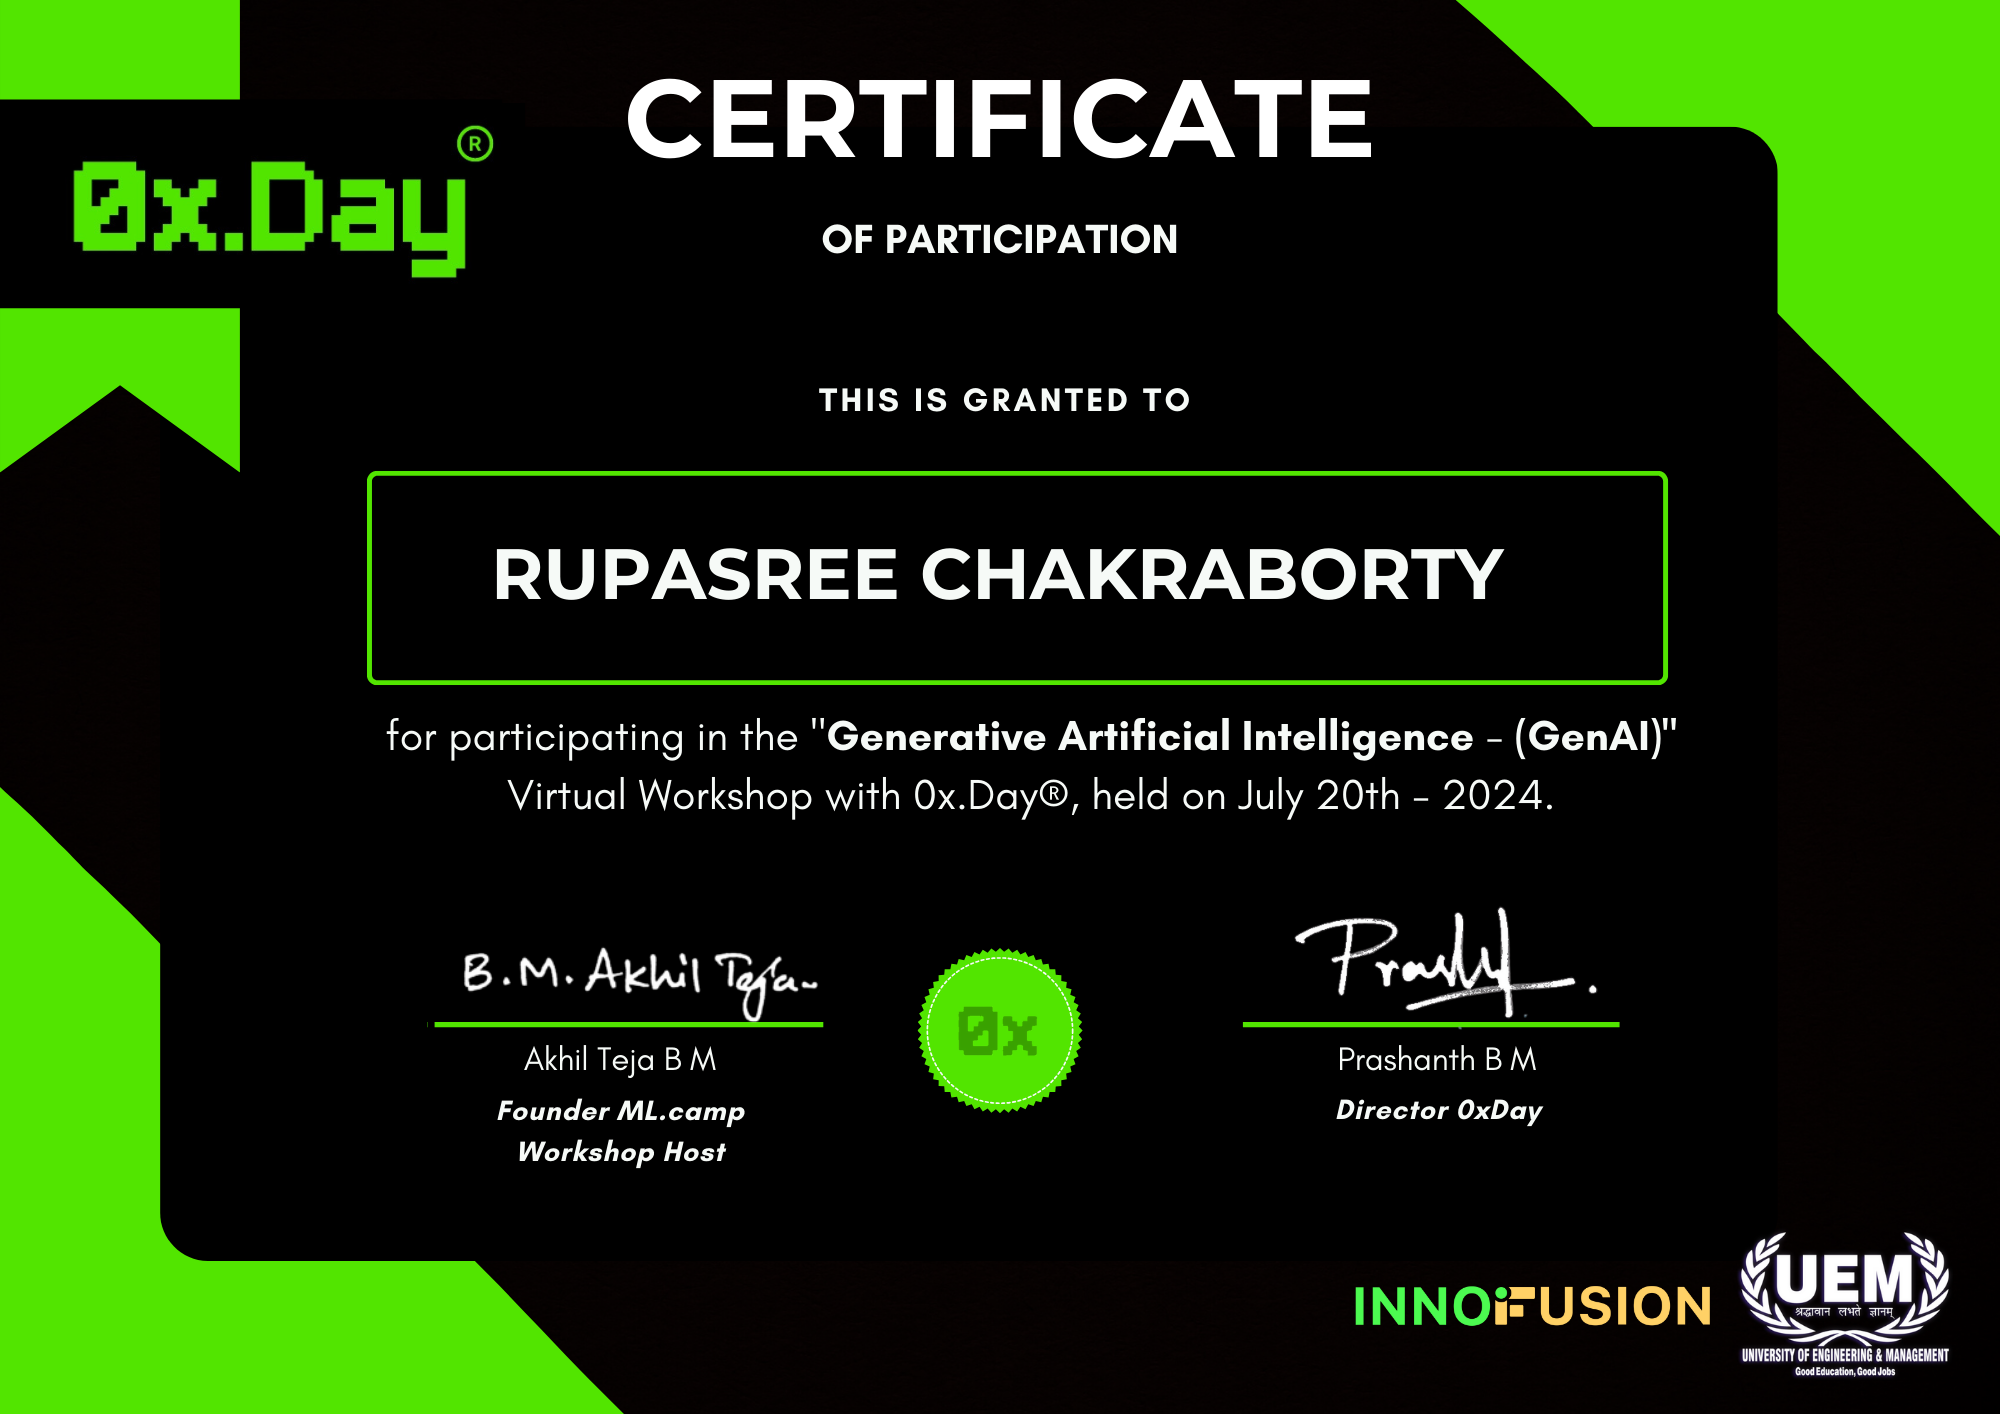 0x.Day®
CERTIFICATE
OF PARTICIPATION
THIS IS GRANTED TO
RUPASREE CHAKRABORTY
for participating in the "Generative Artificial Intelligence - (GenAI)"
Virtual Workshop with 0x.Day®, held on July 20th - 2024.
B.M. Akhil Teja
Akhil Teja B M
Founder ML.camp
Workshop Host
0x
Prashanth B M
Director 0xDay
INNOiFUSION
UEM
श्रद्धावान लभते ज्ञानम्
UNIVERSITY OF ENGINEERING & MANAGEMENT
Good Education, Good Jobs